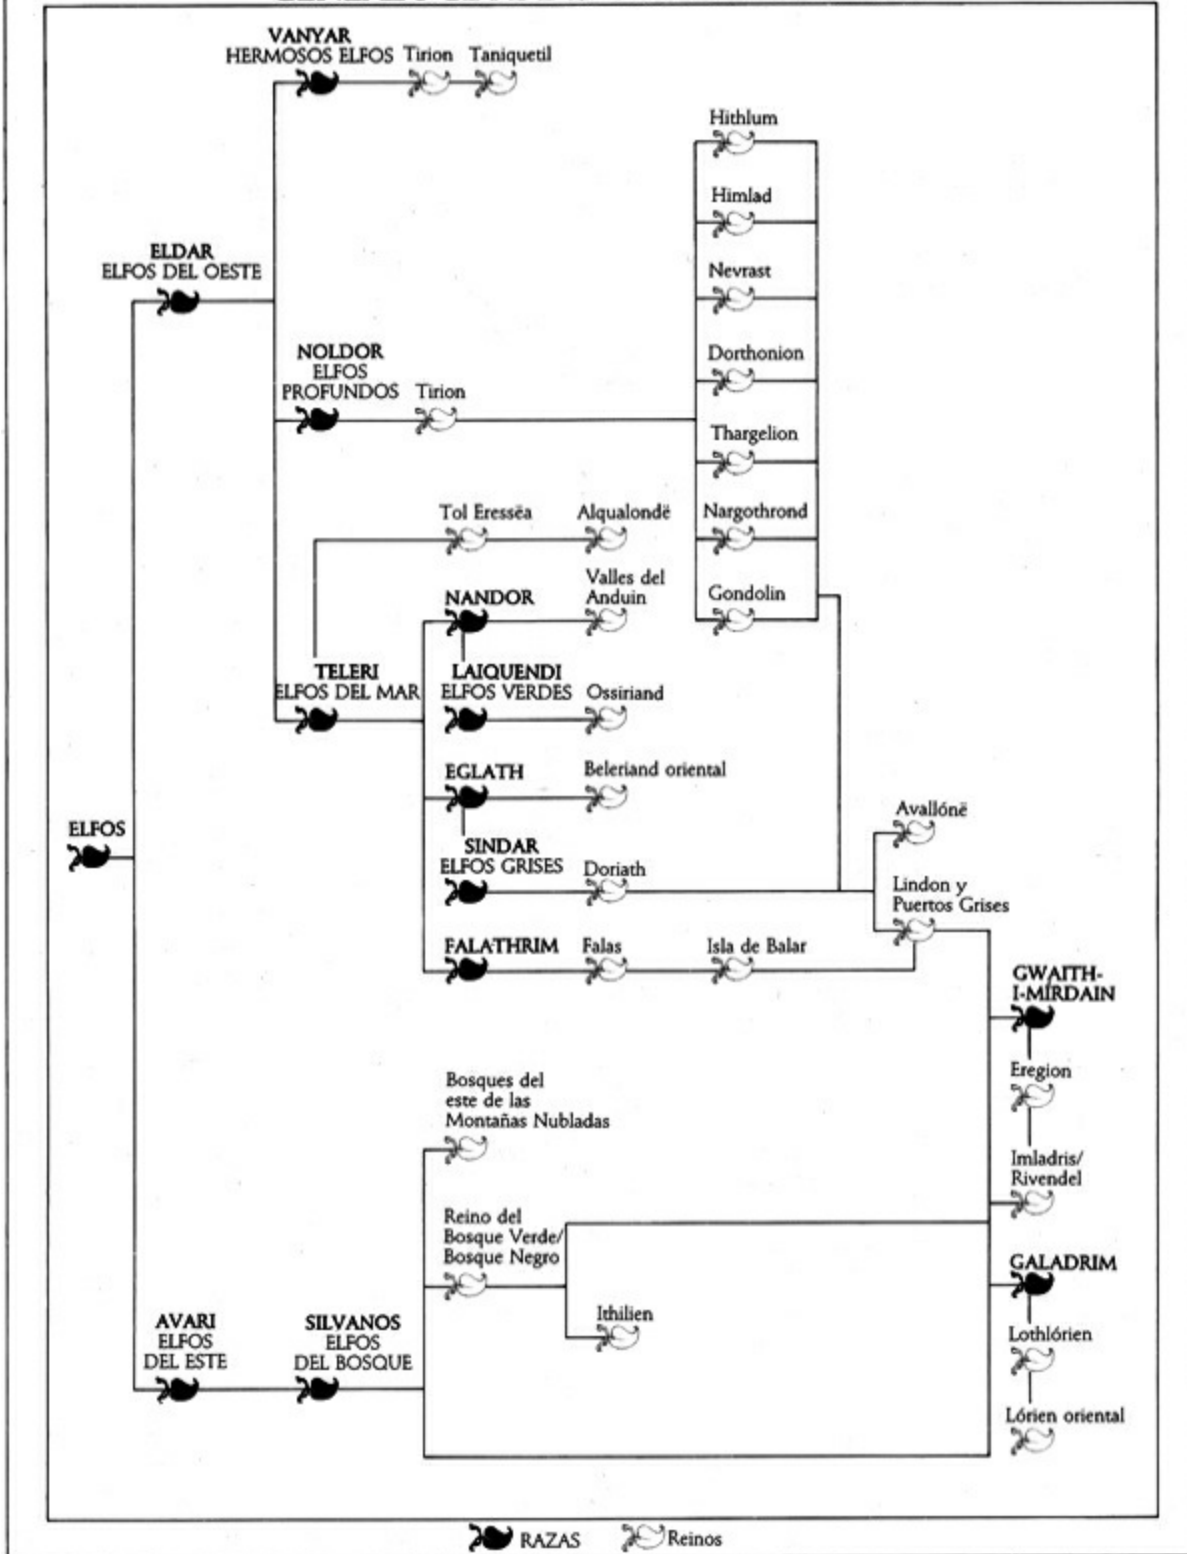 VANYAR
HERMOSOS ELFOS
Tirion
Taniquetil
Hithlum
Himlad
ELDAR
ELFOS DEL OESTE
Nevrast
NOLDOR
ELFOS
PROFUNDOS
Tirion
Dorthonion
Thargelion
Tol Eressëa
Alqualondë
Nargothrond
NANDOR
Valles del
Anduin
Gondolin
TELERI
ELFOS DEL MAR
LAIQUENDI
ELFOS VERDES
Ossiriand
EGLATH
Beleriand oriental
ELFOS
SINDAR
ELFOS GRISES
Doriath
Avallónë
Lindon y
Puertos Grises
FALATHRIM
Falas
Isla de Balar
GWAITH-
I-MÍRDAIN
Eregion
Bosques del
este de las
Montañas Nubladas
Imladris/
Rivendel
Reino del
Bosque Verde/
Bosque Negro
GALADRIM
Ithilien
Lothlórien
AVARI
ELFOS
DEL ESTE
SILVANOS
ELFOS
DEL BOSQUE
Lórien oriental
RAZAS
Reinos